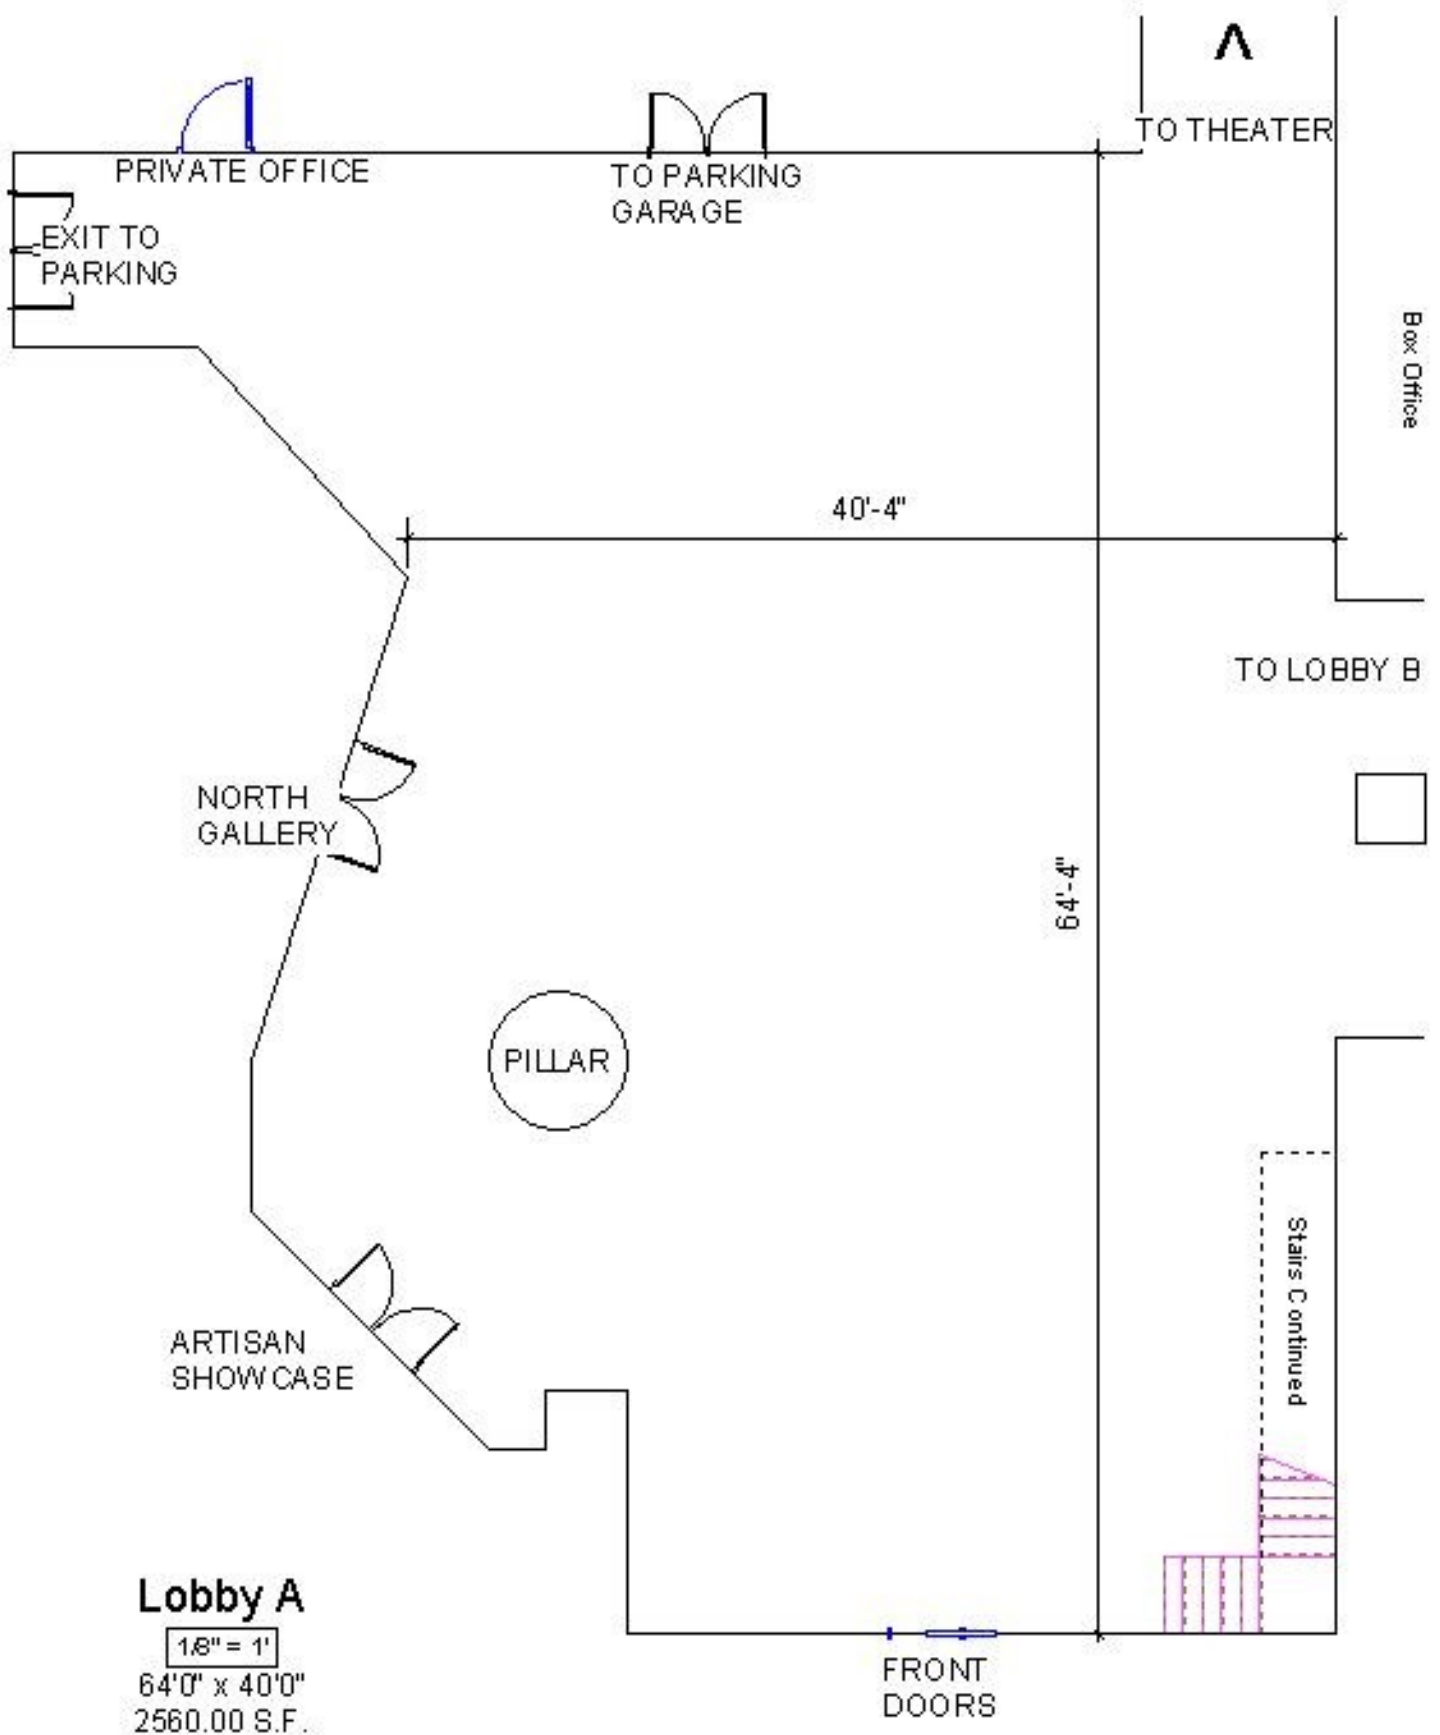 Λ
TO THEATER
PRIVATE OFFICE
TO PARKING
GARAGE
EXIT TO
PARKING
Box Office
40'-4"
TO LOBBY B
NORTH
GALLERY
64'-4"
PILLAR
Stairs Continued
ARTISAN
SHOWCASE
Lobby A
1/8" = 1'
64'0" x 40'0"
2560.00 S.F.
FRONT
DOORS